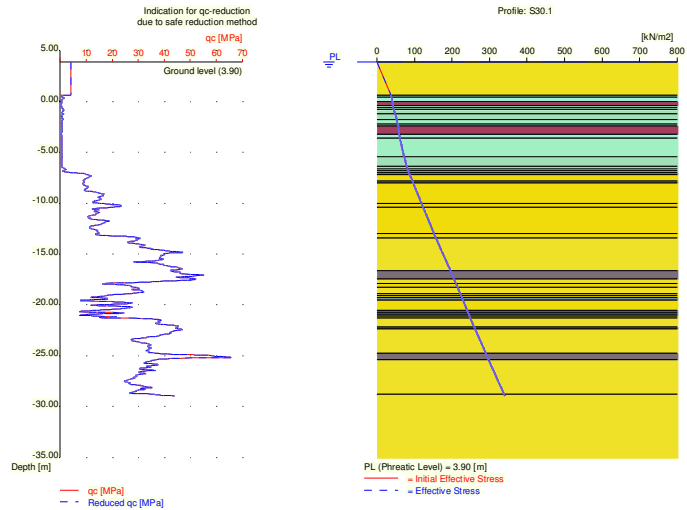 Indication for qc-reduction
due to safe reduction method
qc [MPa]
5.00
10 20 30 40 50 60 70
Ground level (3.90)
0.00
-5.00
-10.00
-15.00
-20.00
-25.00
-30.00
-35.00
Depth [m]
qc [MPa]
Reduced qc [MPa]
Profile: S30.1
[kN/m2]
PL
0 100 200 300 400 500 600 700 800
PL (Phreatic Level) = 3.90 [m]
= Initial Effective Stress
= Effective Stress